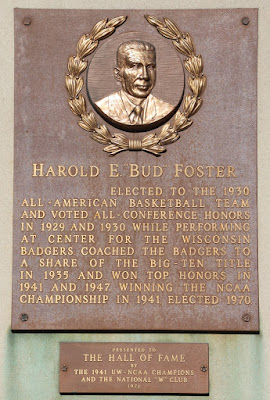 HAROLD E. BUD FOSTER
ELECTED TO THE 1930
ALL-AMERICAN BASKETBALL TEAM
AND VOTED ALL-CONFERENCE HONORS
IN 1929 AND 1930 WHILE PERFORMING
AT CENTER FOR THE WISCONSIN
BADGERS COACHED THE BADGERS TO
A SHARE OF THE BIG-TEN TITLE
IN 1935 AND WON TOP HONORS IN
1941 AND 1947 WINNING THE NCAA
CHAMPIONSHIP IN 1941 ELECTED 1970
PRESENTED TO
THE HALL OF FAME
BY
THE 1941 UW-NCAA CHAMPIONS
AND THE NATIONAL "W" CLUB